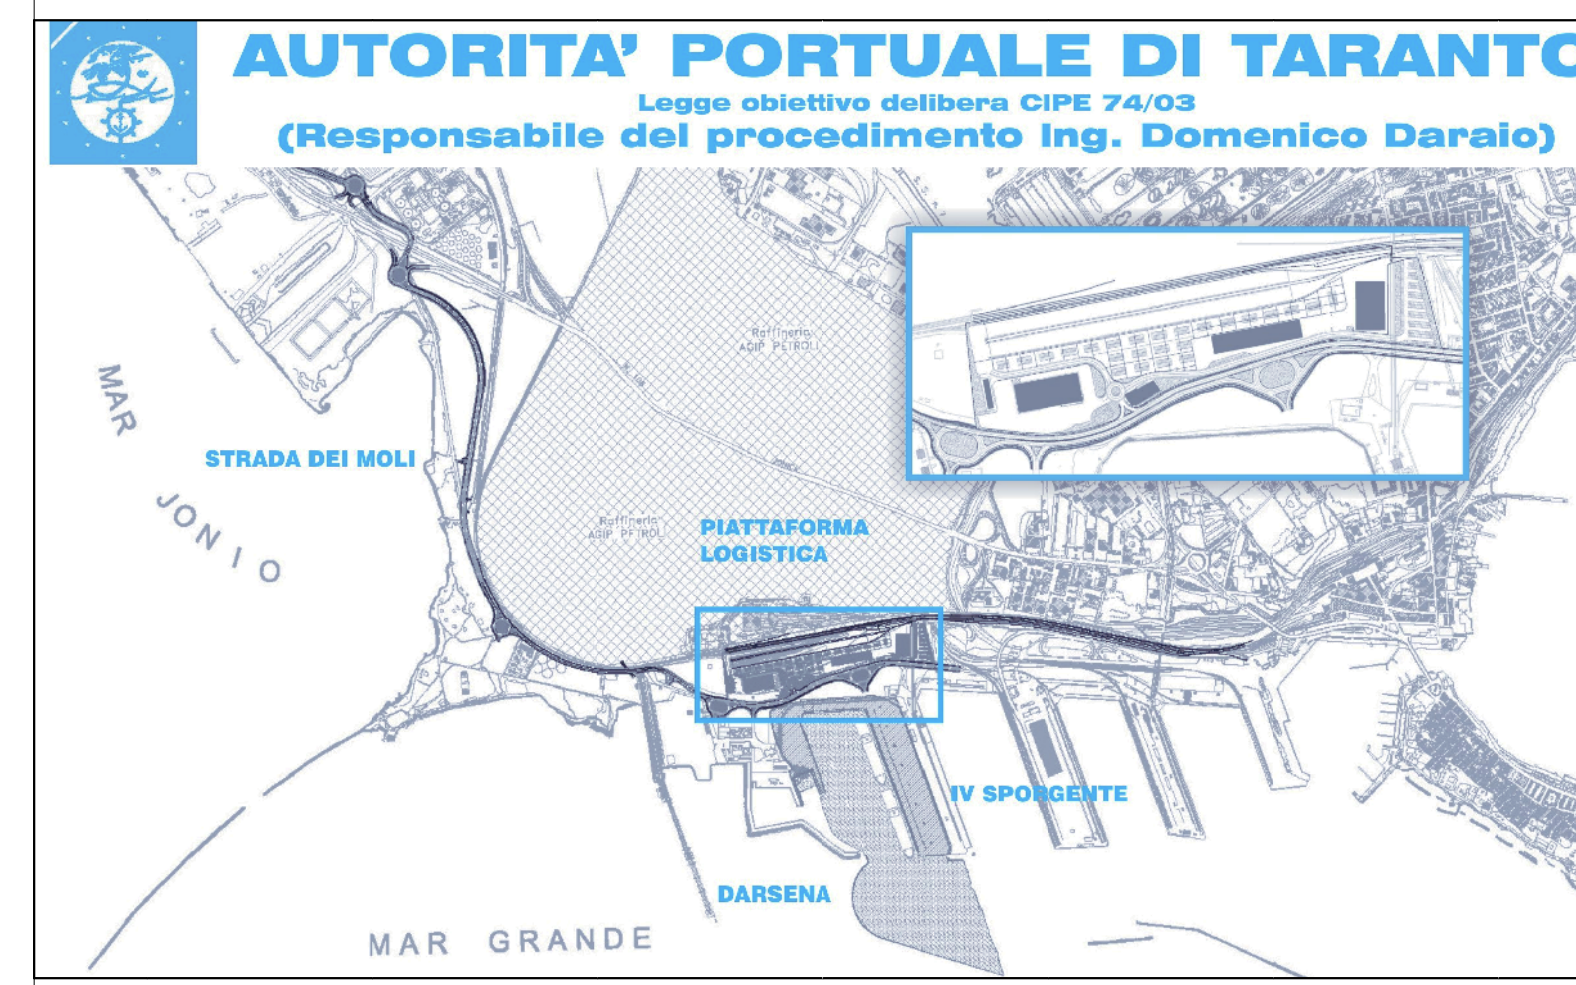 AUTORITA' PORTUALE DI TARANTO
Legge obiettivo delibera CIPE 74/03
(Responsabile del procedimento Ing. Domenico Daraio)
Raffineria
AGIP PETROLI
MAR
JONIO
STRADA DEI MOLI
Raffineria
AGIP PETROLI
PIATTAFORMA
LOGISTICA
IV SPORGENTE
DARSENA
MAR GRANDE